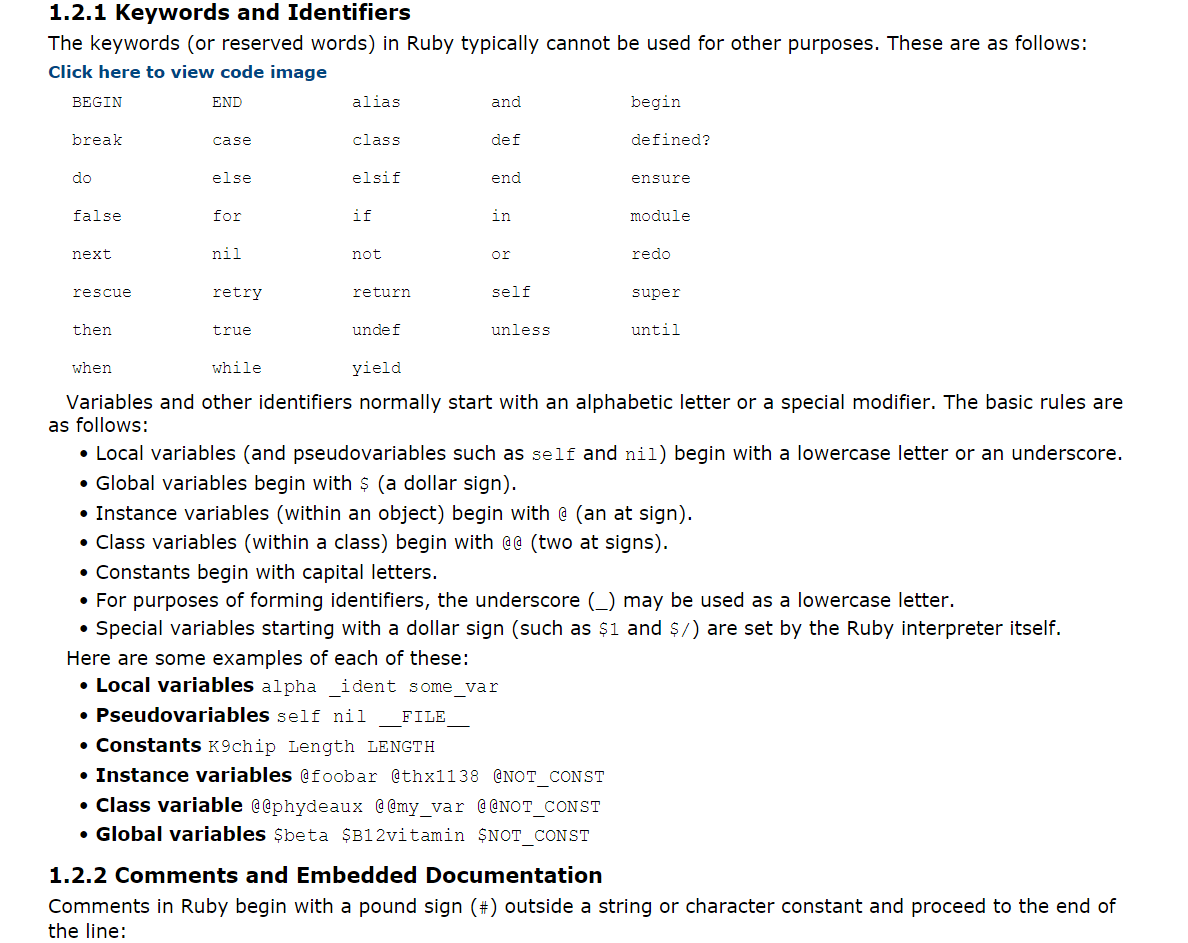 1.2.1 Keywords and Identifiers
The keywords (or reserved words) in Ruby typically cannot be used for other purposes. These are as follows:
Click here to view code image
BEGIN END alias and begin
break case class def defined?
do else elsif end ensure
false for if in module
next nil not or redo
rescue retry return self super
then true undef unless until
when while yield
Variables and other identifiers normally start with an alphabetic letter or a special modifier. The basic rules are
as follows:
• Local variables (and pseudovariables such as self and nil) begin with a lowercase letter or an underscore.
• Global variables begin with $ (a dollar sign).
• Instance variables (within an object) begin with @ (an at sign).
• Class variables (within a class) begin with @@ (two at signs).
• Constants begin with capital letters.
• For purposes of forming identifiers, the underscore (_) may be used as a lowercase letter.
• Special variables starting with a dollar sign (such as $1 and $/) are set by the Ruby interpreter itself.
Here are some examples of each of these:
• Local variables alpha _ident some_var
• Pseudovariables self nil __FILE__
• Constants K9chip Length LENGTH
• Instance variables @foobar @thx1138 @NOT_CONST
• Class variable @@phydeaux @@my_var @@NOT_CONST
• Global variables $beta $B12vitamin $NOT_CONST
1.2.2 Comments and Embedded Documentation
Comments in Ruby begin with a pound sign (#) outside a string or character constant and proceed to the end of
the line: